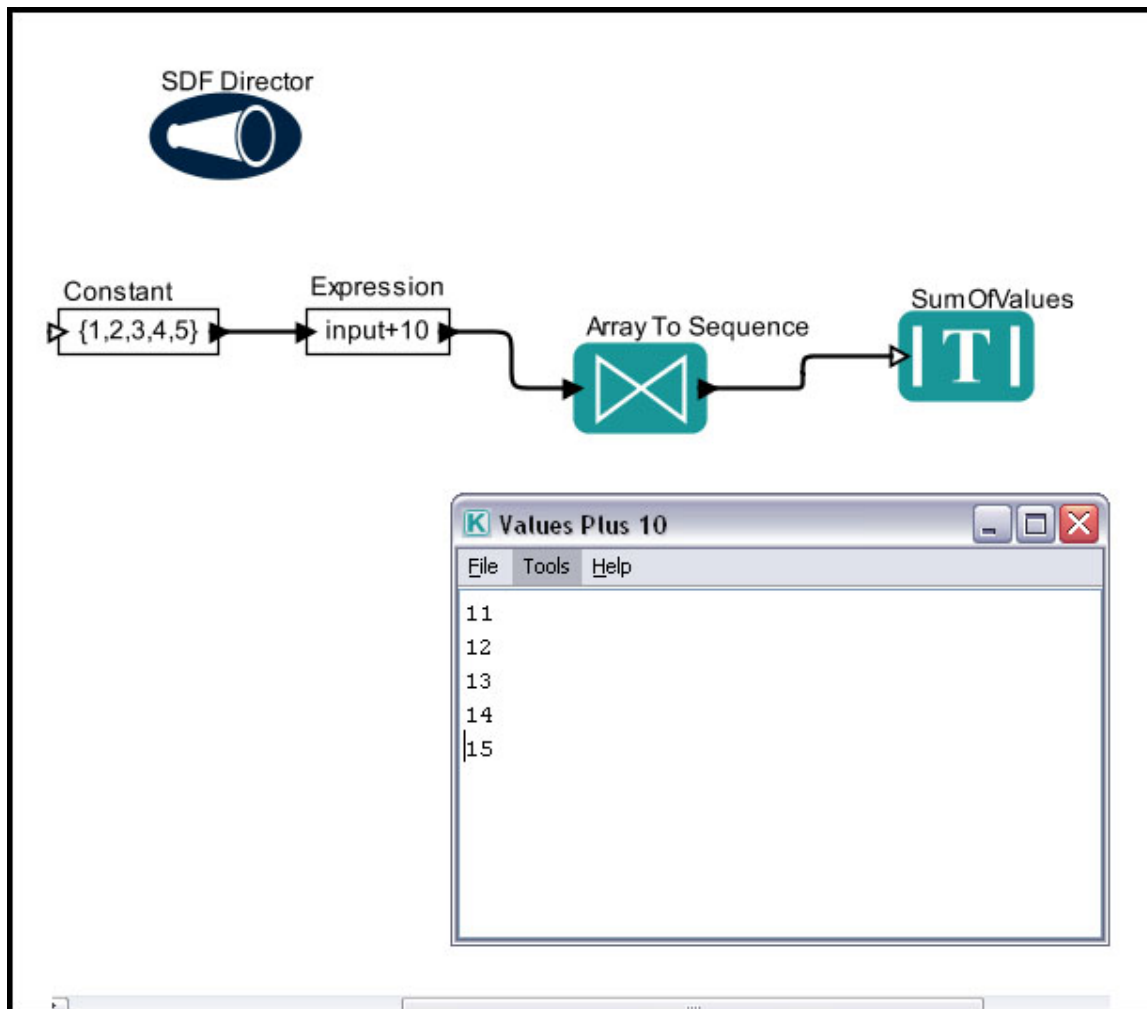 SDF Director
Constant
{1,2,3,4,5}
Expression
input+10
Array To Sequence
SumOfValues
T
K Values Plus 10
File Tools Help
11
12
13
14
15